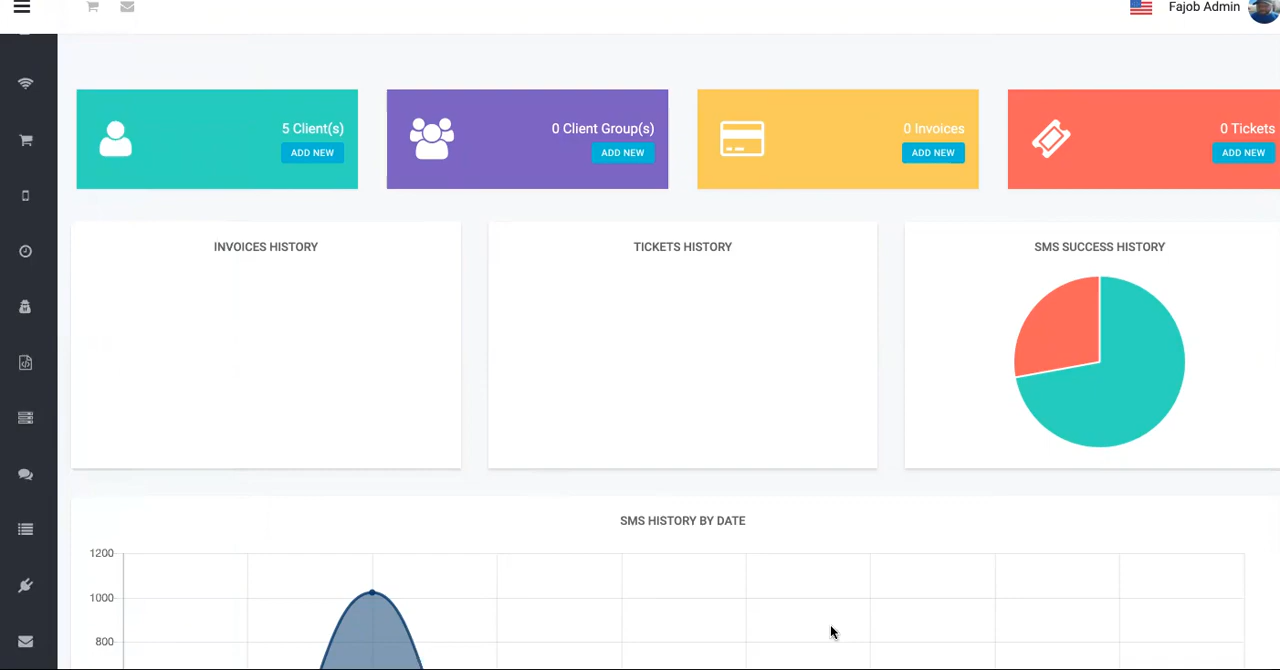 Fajob Admin
5 Client(s)
ADD NEW
0 Client Group(s)
ADD NEW
0 Invoices
ADD NEW
0 Tickets
ADD NEW
INVOICES HISTORY
TICKETS HISTORY
SMS SUCCESS HISTORY
SMS HISTORY BY DATE
1200
1000
800